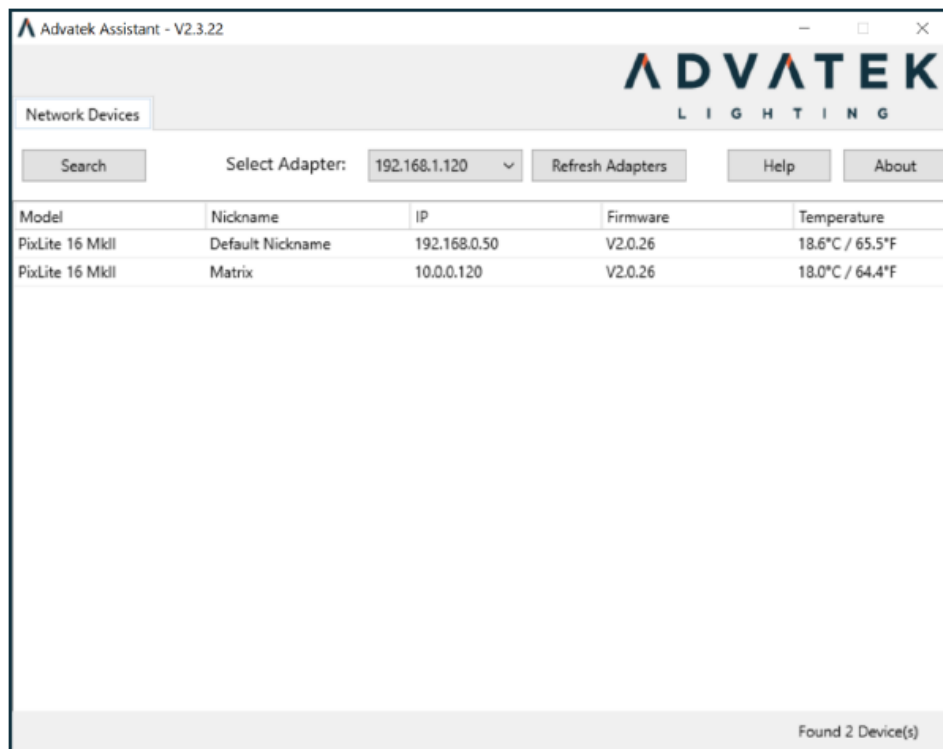 Advatek Assistant - V2.3.22
ADVATEK
LIGHTING
Network Devices
Search Select Adapter: 192.168.1.120 Refresh Adapters Help About
Model Nickname IP Firmware Temperature
PixLite 16 MkII Default Nickname 192.168.0.50 V2.0.26 18.6°C / 65.5°F
PixLite 16 MkII Matrix 10.0.0.120 V2.0.26 18.0°C / 64.4°F
Found 2 Device(s)